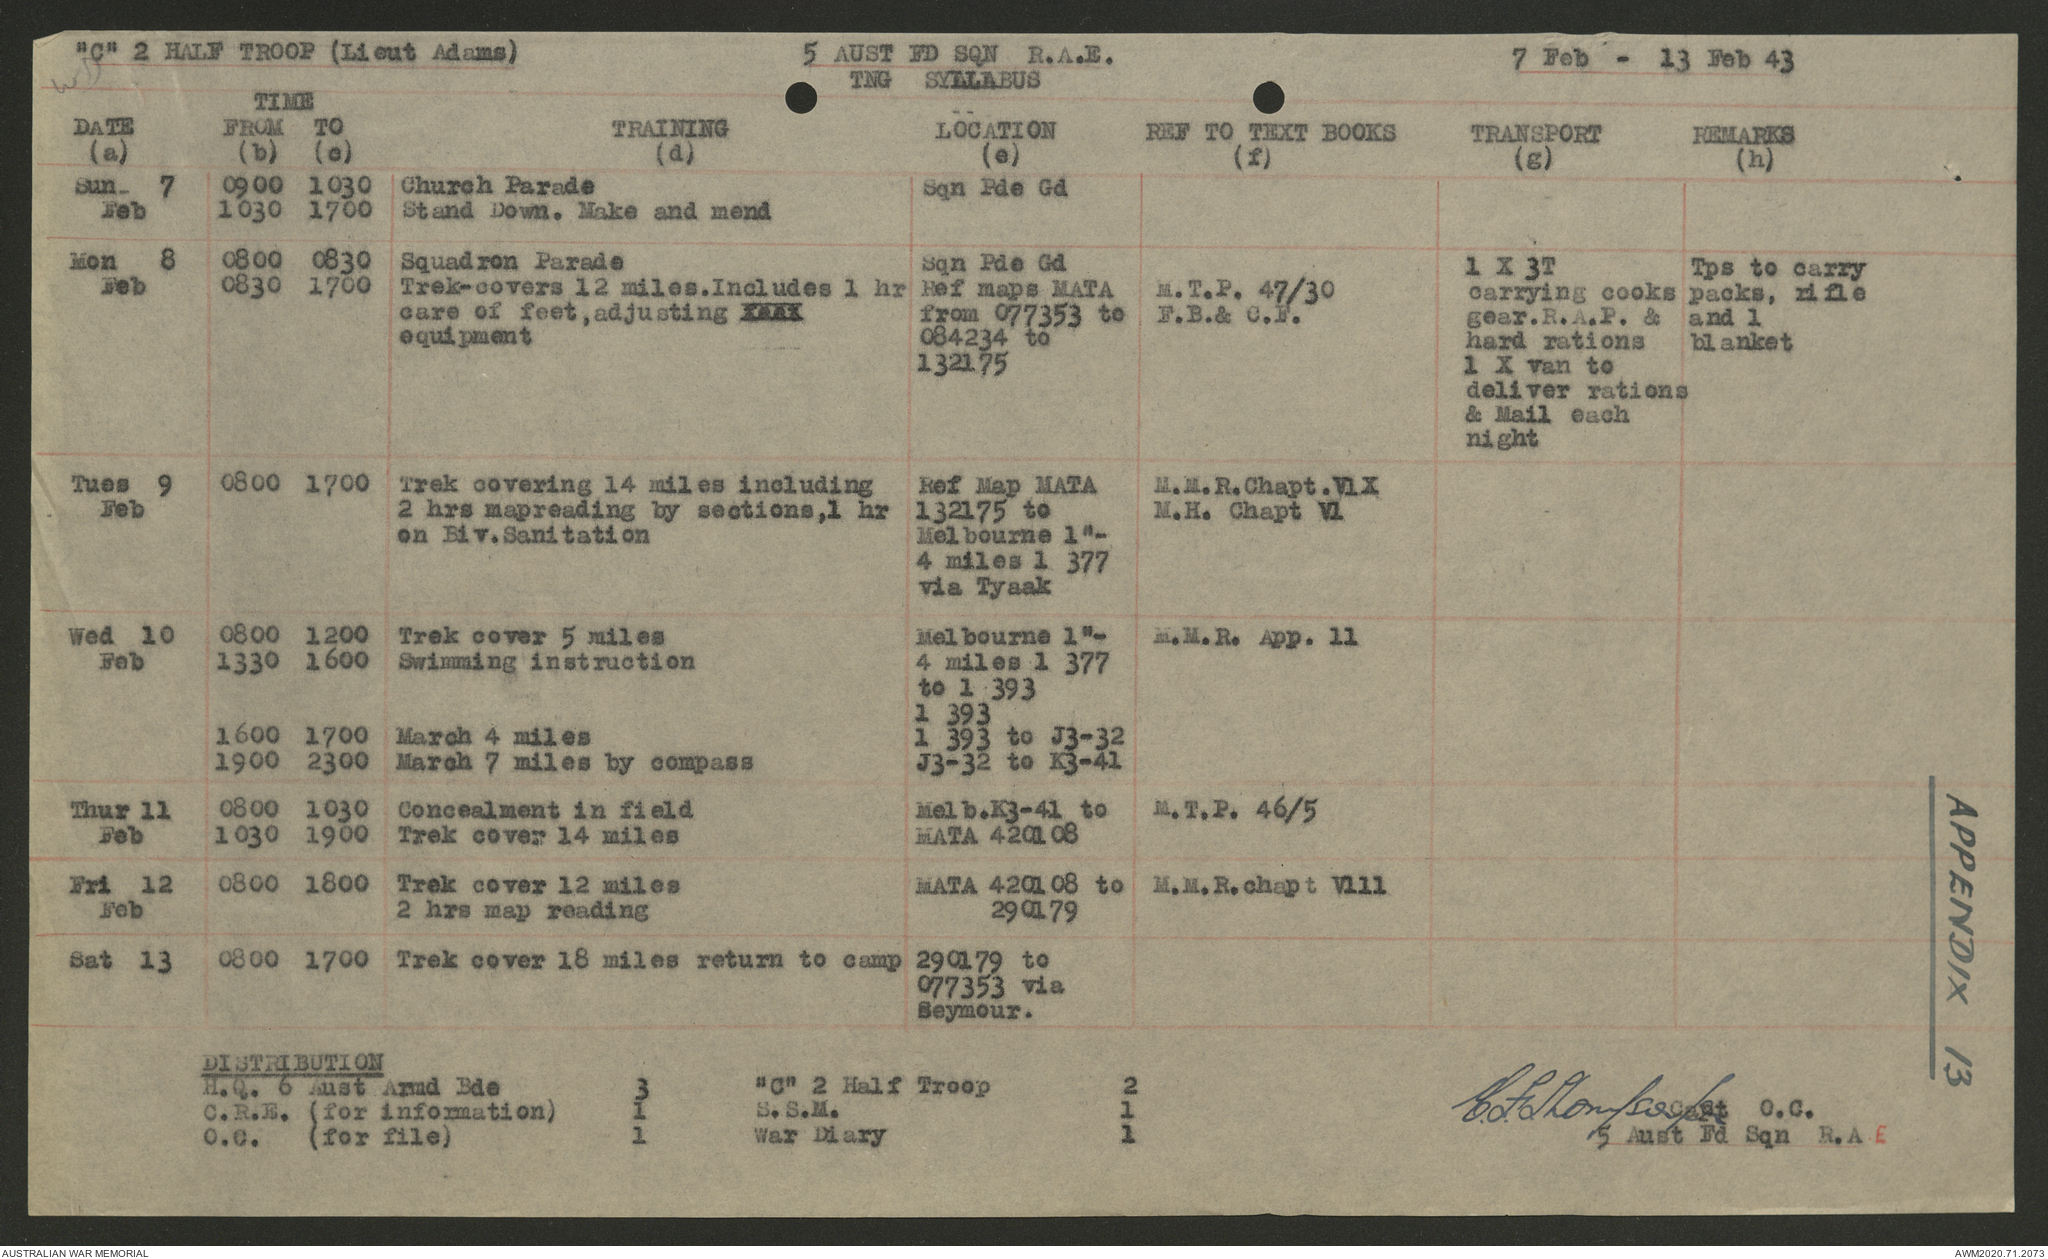 "C" 2 HALF TROOP (Lieut Adams) 5 AUST FD SQN R.A.E. 7 Feb - 13 Feb 43
TNG SYLLABUS
TIME
DATE FROM TO TRAINING LOCATION REF TO TEXT BOOKS TRANSPORT REMARKS
(a) (b) (c) (d) (e) (f) (g) (h)
Sun 7 0900 1030 Church Parade Sqn Pde Gd
Feb 1030 1700 Stand Down. Make and mend
Mon 8 0800 0830 Squadron Parade Sqn Pde Gd 1 X 3T Tps to carry
Feb 0830 1700 Trek-covers 12 miles.Includes 1 hr Ref maps MATA M.T.P. 47/30 carrying cooks packs, rifle
care of feet,adjusting from 077353 to F.B.& C.F. gear.R.A.P. & and 1
equipment 084234 to hard rations blanket
132175 1 X van to
deliver rations
& Mail each
night
Tues 9 0800 1700 Trek covering 14 miles including Ref Map MATA M.M.R.Chapt.V1X
Feb 2 hrs mapreading by sections,1 hr 132175 to M.H. Chapt V1
on Biv.Sanitation Melbourne 1"-
4 miles 1 377
via Tyaak
Wed 10 0800 1200 Trek cover 5 miles Melbourne 1"- M.M.R. App. 11
Feb 1330 1600 Swimming instruction 4 miles 1 377
to 1 393
1 393
1600 1700 March 4 miles 1 393 to J3-32
1900 2300 March 7 miles by compass J3-32 to K3-41
Thur 11 0800 1030 Concealment in field Melb.K3-41 to M.T.P. 46/5
Feb 1030 1900 Trek cover 14 miles MATA 420108
Fri 12 0800 1800 Trek cover 12 miles MATA 420108 to M.M.R.chapt V111
Feb 2 hrs map reading 290179
Sat 13 0800 1700 Trek cover 18 miles return to camp 290179 to
077353 via
Seymour.
APPENDIX 13
DISTRIBUTION
H.Q. 6 Aust Armd Bde 3 "C" 2 Half Troop 2
C.R.E. (for information) 1 S.S.M. 1 Capt O.C.
O.C. (for file) 1 War Diary 1 5 Aust Fd Sqn R.A E
AUSTRALIAN WAR MEMORIAL AWM2020.71.2073